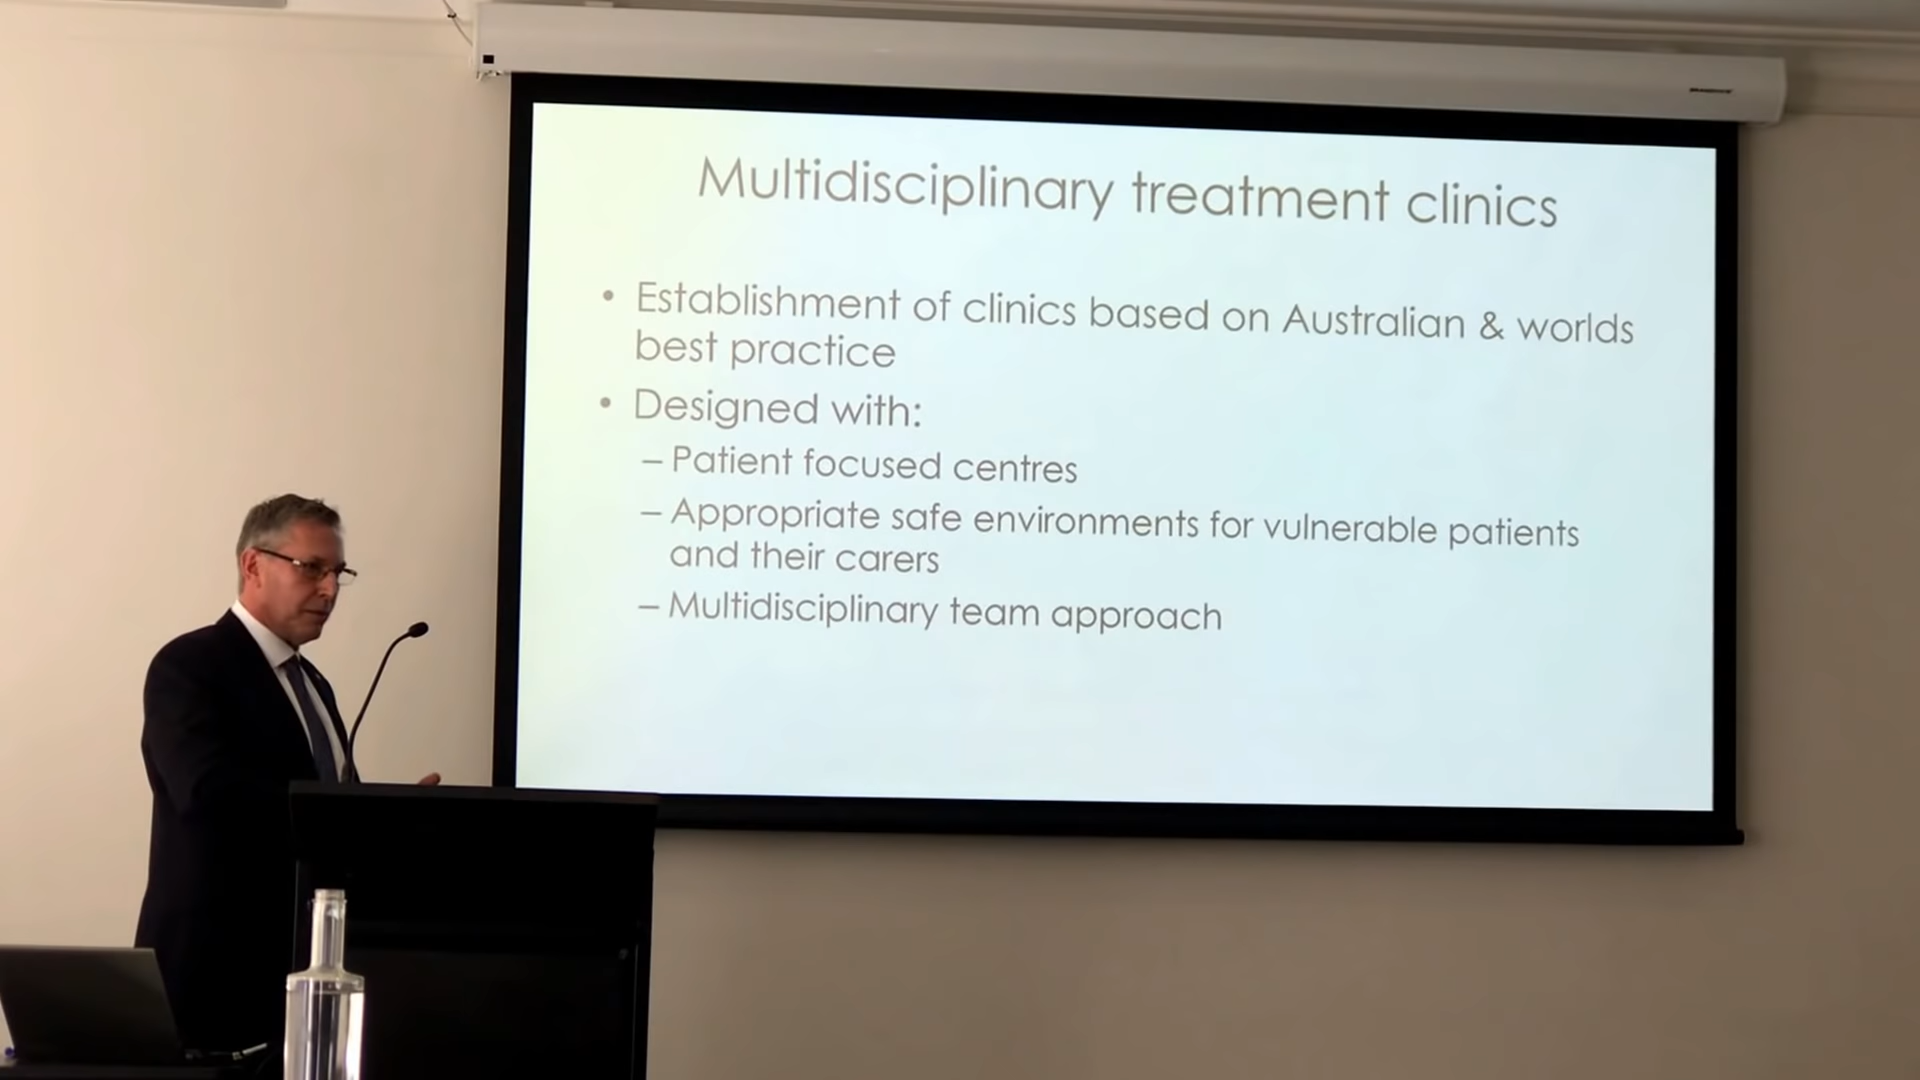 Multidisciplinary treatment clinics
• Establishment of clinics based on Australian & worlds
best practice
• Designed with:
– Patient focused centres
– Appropriate safe environments for vulnerable patients
and their carers
– Multidisciplinary team approach